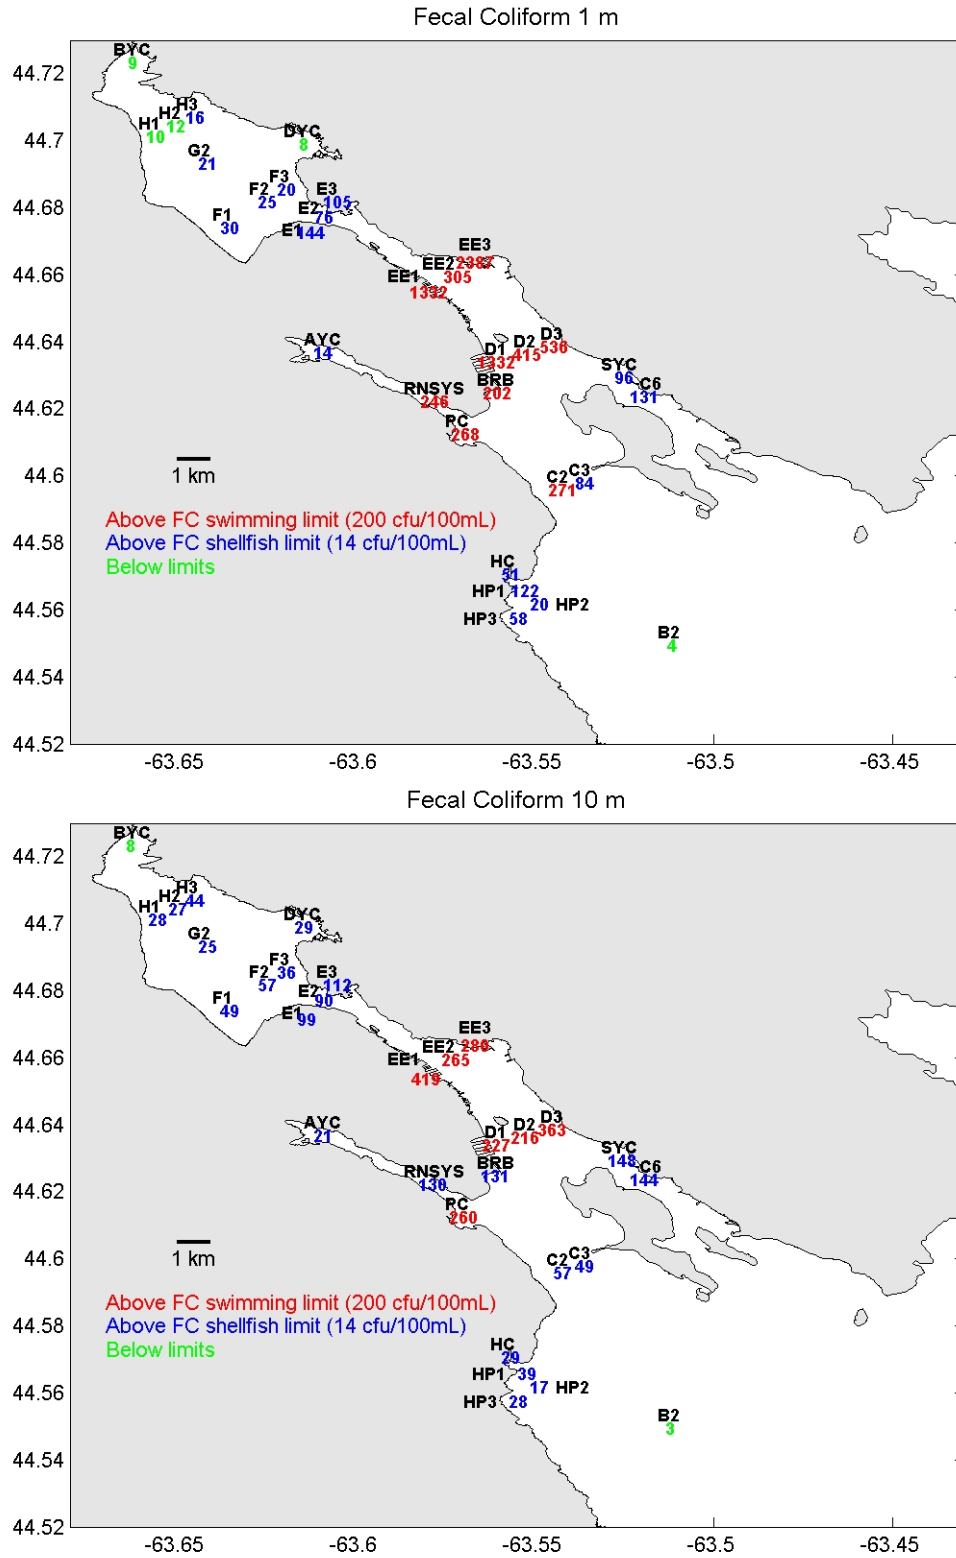 Fecal Coliform 1 m
44.72
44.7
44.68
44.66
44.64
44.62
44.6
44.58
44.56
44.54
44.52
BYC
9
H1
10
H2
12
H3
16
DYC
8
G2
21
F3
20
F2
25
F1
30
E3
105
E2
76
E1
144
EE3
2387
EE2
305
EE1
1332
AYC
14
D1
1332
D2
415
D3
536
SYC
96
C6
131
BRB
202
RNSYS
246
RC
268
C2
271
C3
84
1 km
Above FC swimming limit (200 cfu/100mL)
Above FC shellfish limit (14 cfu/100mL)
Below limits
HC
51
HP1
122
20
HP2
HP3
58
B2
4
-63.65
-63.6
-63.55
-63.5
-63.45
Fecal Coliform 10 m
44.72
44.7
44.68
44.66
44.64
44.62
44.6
44.58
44.56
44.54
44.52
BYC
8
H1
28
H2
27
H3
44
DYC
29
G2
25
F3
36
F2
57
F1
49
E3
112
E2
90
E1
99
EE3
280
EE2
265
EE1
419
AYC
21
D1
227
D2
216
D3
363
SYC
148
C6
144
BRB
131
RNSYS
130
RC
260
C2
57
C3
49
1 km
Above FC swimming limit (200 cfu/100mL)
Above FC shellfish limit (14 cfu/100mL)
Below limits
HC
29
HP1
39
17
HP2
HP3
28
B2
3
-63.65
-63.6
-63.55
-63.5
-63.45